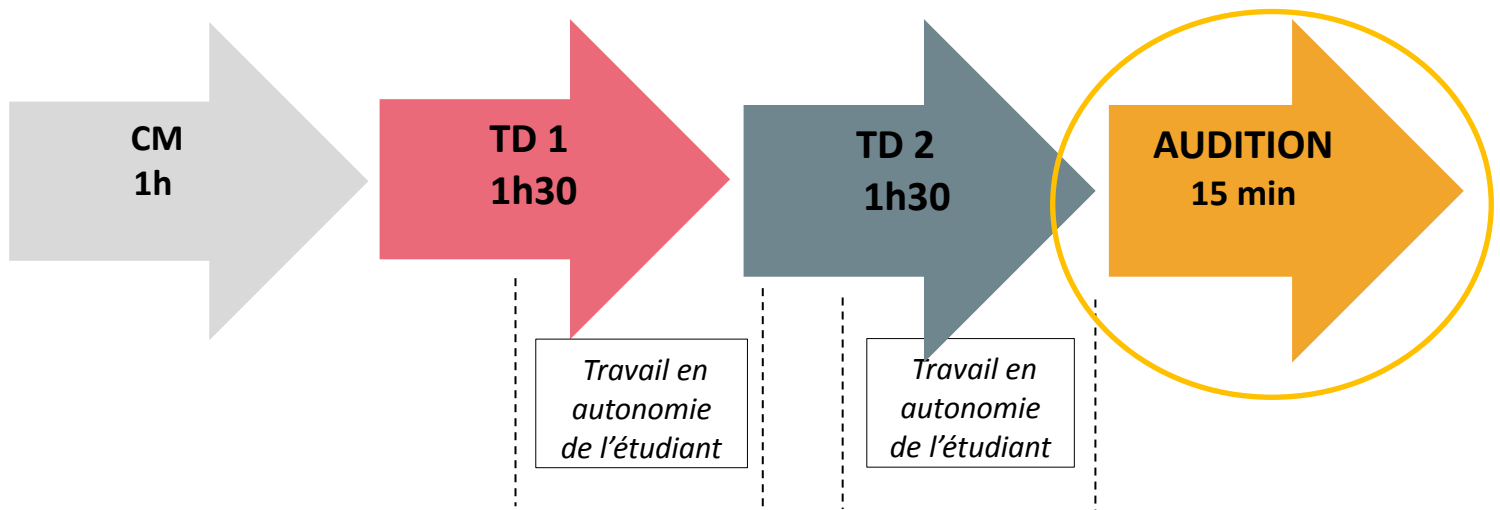 CM
1h
TD 1
1h30
TD 2
1h30
AUDITION
15 min
Travail en
autonomie
de l’étudiant
Travail en
autonomie
de l’étudiant